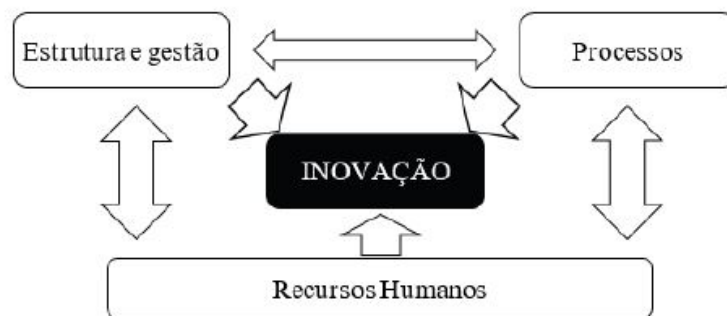 Estrutura e gestão
Processos
INOVAÇÃO
Recursos Humanos